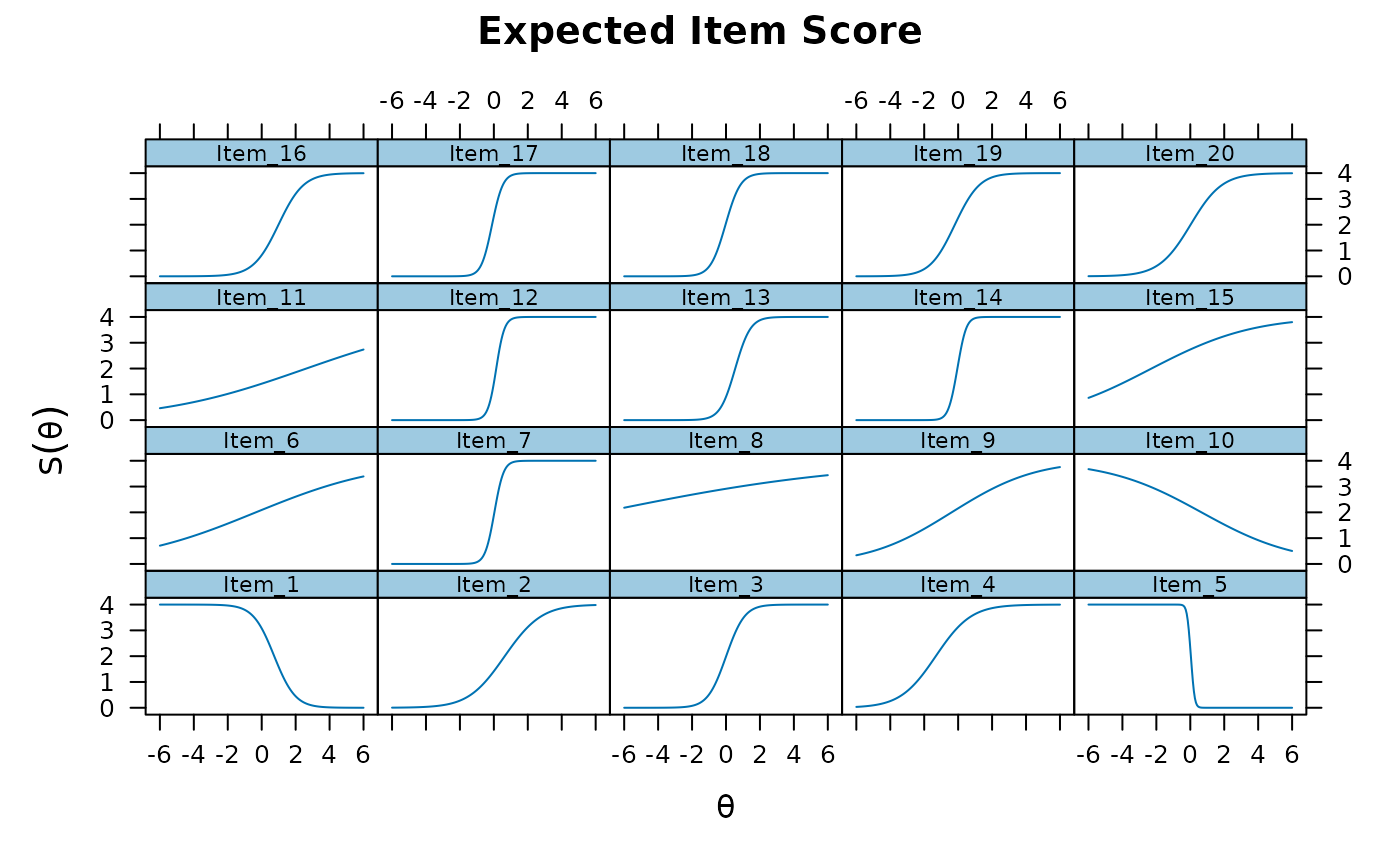 Expected Item Score
-6 -4 -2 0 2 4 6 -6 -4 -2 0 2 4 6
Item_16 Item_17 Item_18 Item_19 Item_20
4
3
2
1
0
Item_11 Item_12 Item_13 Item_14 Item_15
4
3
2
1
0
Item_6 Item_7 Item_8 Item_9 Item_10
4
3
2
1
0
Item_1 Item_2 Item_3 Item_4 Item_5
4
3
2
1
0
-6 -4 -2 0 2 4 6 -6 -4 -2 0 2 4 6 -6 -4 -2 0 2 4 6
S(θ)
θ